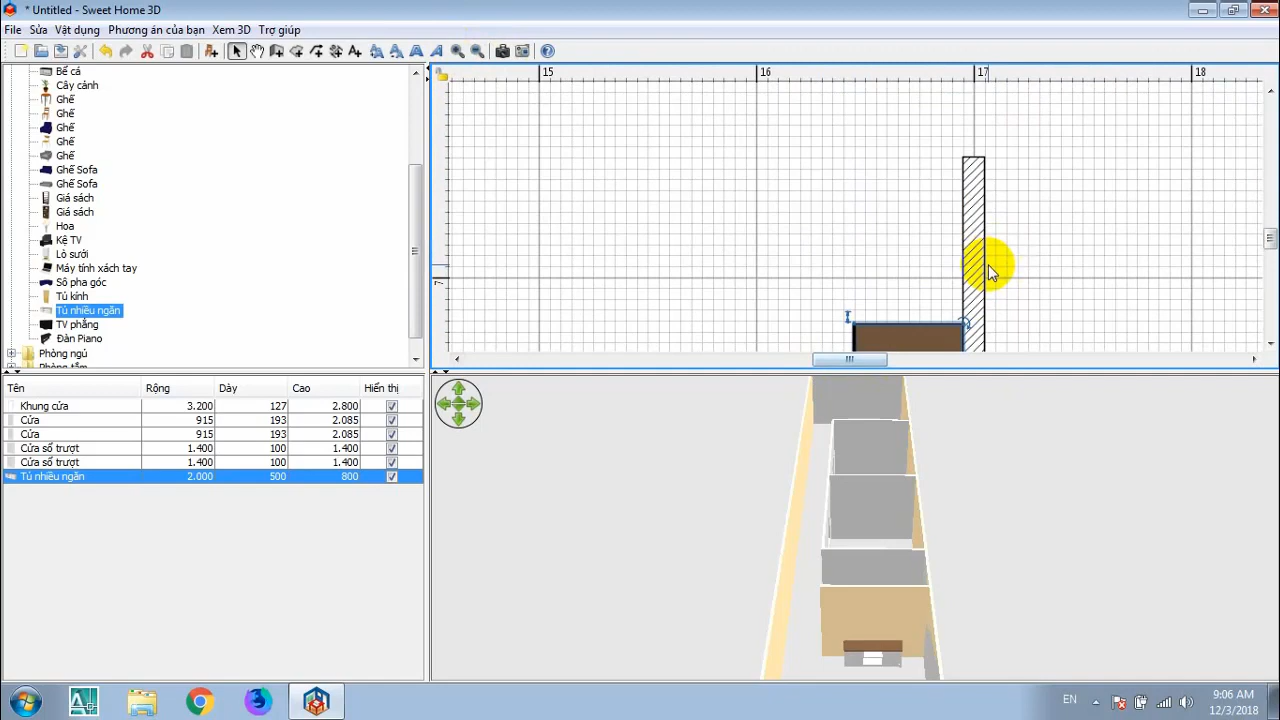 * Untitled - Sweet Home 3D
File Sửa Vật dụng Phương án của bạn Xem 3D Trợ giúp
Bể cá
Cây cảnh
Ghế
Ghế
Ghế
Ghế
Ghế
Ghế Sofa
Ghế Sofa
Giá sách
Giá sách
Hoa
Kệ TV
Lò sưởi
Máy tính xách tay
Sô pha góc
Tủ kính
Tủ nhiều ngăn
TV phẳng
Đàn Piano
Phòng ngủ
Phòng tắm
15 16 17 18
7
Tên Rộng Dày Cao Hiển thị
Khung cửa 3.200 127 2.800
Cửa 915 193 2.085
Cửa 915 193 2.085
Cửa sổ trượt 1.400 100 1.400
Cửa sổ trượt 1.400 100 1.400
Tủ nhiều ngăn 2.000 500 800
EN
9:06 AM
12/3/2018